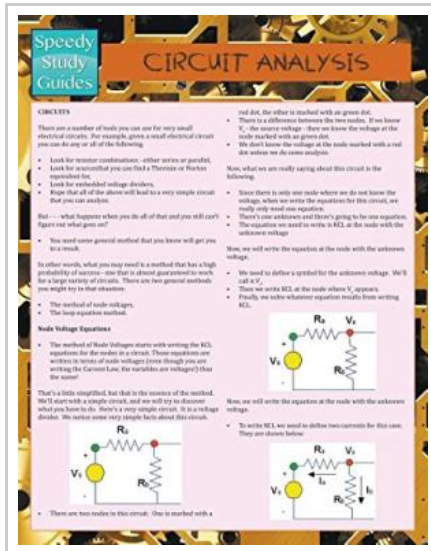 Speedy
Study
Guides
CIRCUIT ANALYSIS
CIRCUITS
There are a number of tools you can use for very small
electrical circuits. For example, given a small electrical circuit
you can do any or all of the following.
• Look for resistor combinations - either series or parallel,
• Look for sources that you can find a Thevinin or Norton
equivalent for,
• Look for embedded voltage dividers,
• Hope that all of the above will lead to a very simple circuit
that you can analyze.
But - - - what happens when you do all of that and you still can't
figure out what goes on?
• You need some general method that you know will get you
to a result.
In other words, what you may need is a method that has a high
probability of success - one that is almost guaranteed to work
for a large variety of circuits. There are two general methods
you might try in that situation:
• The method of node voltages,
• The loop equation method.
Node Voltage Equations
• The method of Node Voltages starts with writing the KCL
equations for the nodes in a circuit. Those equations are
written in terms of node voltages (even though you are
writing the Current Law, the variables are voltages!) thus
the name!
That's a little simplified, but that is the essence of the method.
We'll start with a simple circuit, and we will try to discover
what you have to do. Here's a very simple circuit. It is a voltage
divider. We notice some very simple facts about this circuit.
+
Ra
Vs
Rb
-
• There are two nodes in this circuit. One is marked with a
red dot, the other is marked with an green dot.
• There is a difference between the two nodes. If we know
Vs - the source voltage - then we know the voltage at the
node marked with an green dot.
• We don't know the voltage at the node marked with a red
dot unless we do some analysis.
Now, what we are really saying about this circuit is the
following.
• Since there is only one node where we do not know the
voltage, when we write the equations for this circuit, we
really only need one equation.
• There's one unknown and there's going to be one equation.
• The equation we need to write is KCL at the node with the
unknown voltage
Now, we will write the equation at the node with the unknown
voltage.
• We need to define a symbol for the unknown voltage. We'll
call it Vx.
• Then we write KCL at the node where Vx appears.
• Finally, we solve whatever equation results from writing
KCL.
Ra
Vx
+
Vs
Rb
-
Now, we will write the equation at the node with the unknown
voltage.
• To write KCL we need to define two currents for this case.
They are shown below
Ra
Vx
+
Ia
Vs
Rb
Ib
-